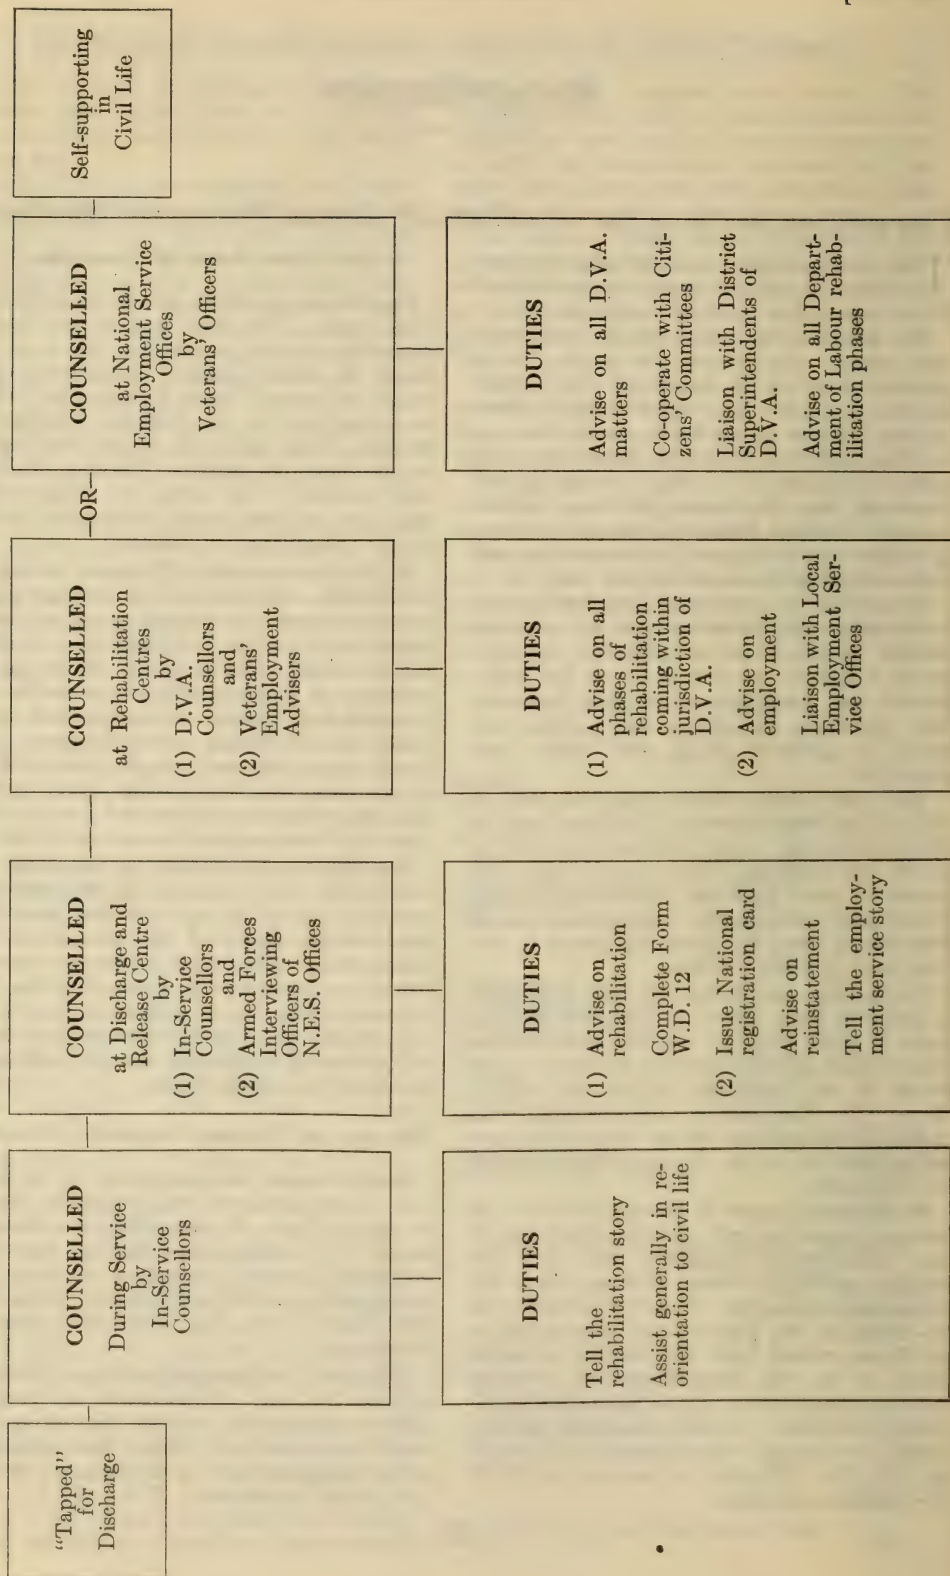 "Tapped"
for
Discharge
COUNSELLED
During Service
by
In-Service
Counsellors
DUTIES
Tell the
rehabilitation story
Assist generally in re-
orientation to civil life
COUNSELLED
at Discharge and
Release Centre
by
(1) In-Service
Counsellors
and
(2) Armed Forces
Interviewing
Officers of
N.E.S. Offices
DUTIES
(1) Advise on
rehabilitation
Complete Form
W.D. 12
(2) Issue National
registration card
Advise on
reinstatement
Tell the employ-
ment service story
COUNSELLED
at Rehabilitation
Centres
by
(1) D.V.A.
Counsellors
and
(2) Veterans'
Employment
Advisers
DUTIES
(1) Advise on all
phases of
rehabilitation
coming within
jurisdiction of
D.V.A.
(2) Advise on
employment
Liaison with Local
Employment Ser-
vice Offices
—OR—
COUNSELLED
at National
Employment Service
Offices
by
Veterans' Officers
DUTIES
Advise on all D.V.A.
matters
Co-operate with Citi-
zens' Committees
Liaison with District
Superintendents of
D.V.A.
Advise on all Depart-
ment of Labour rehab-
ilitation phases
Self-supporting
in
Civil Life